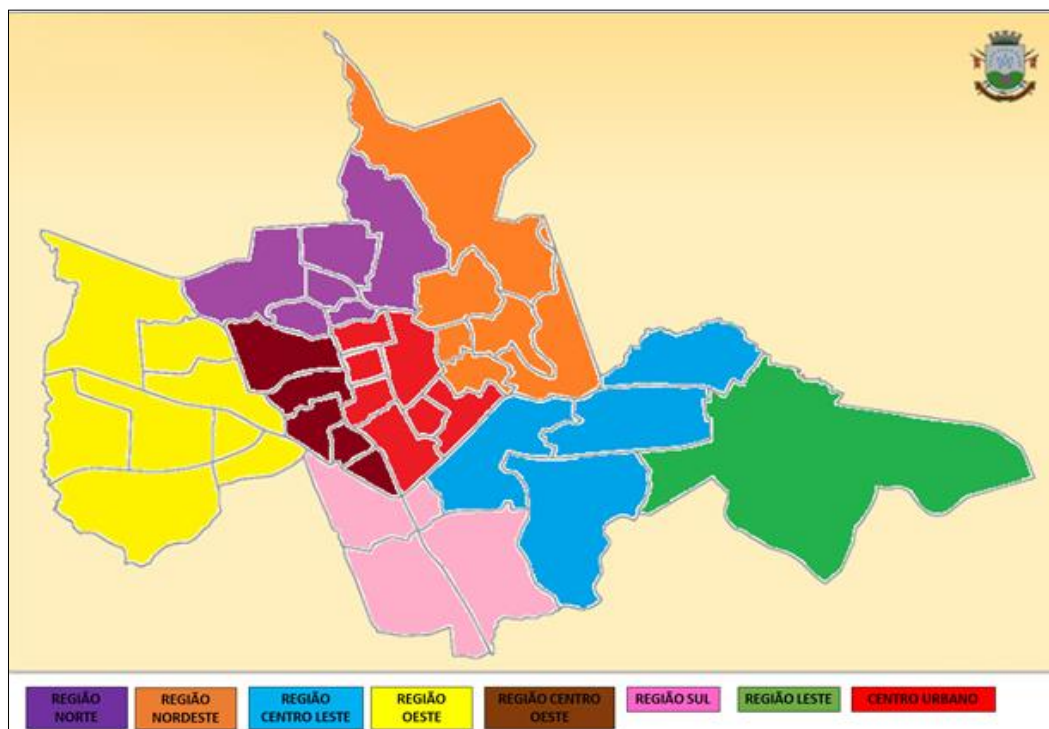 REGIÃO
NORTE
REGIÃO
NORDESTE
REGIÃO
CENTRO LESTE
REGIÃO
OESTE
REGIÃO CENTRO
OESTE
REGIÃO SUL
REGIÃO LESTE
CENTRO URBANO